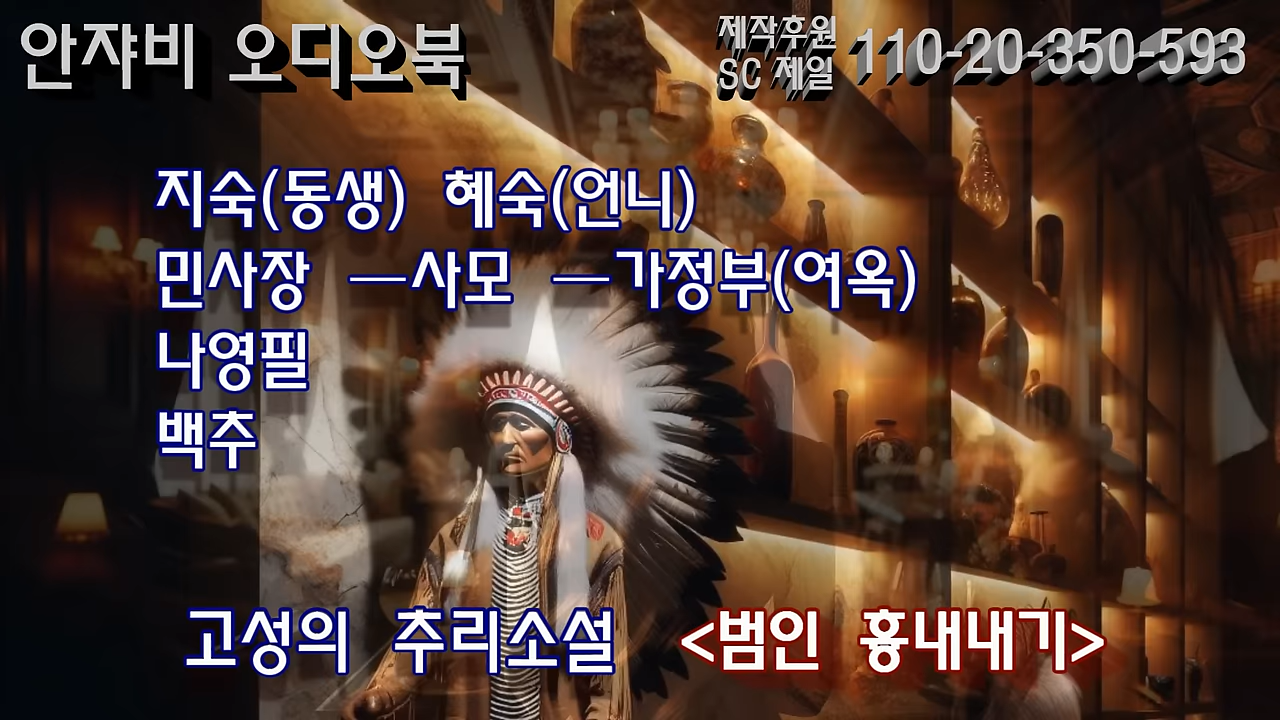 안쟈비 오디오북
제작후원
SC 제일
110-20-350-593
지숙(동생) 혜숙(언니)
민사장 —사모 —가정부(여옥)
나영필
백추
고성의 추리소설 <범인 흉내내기>